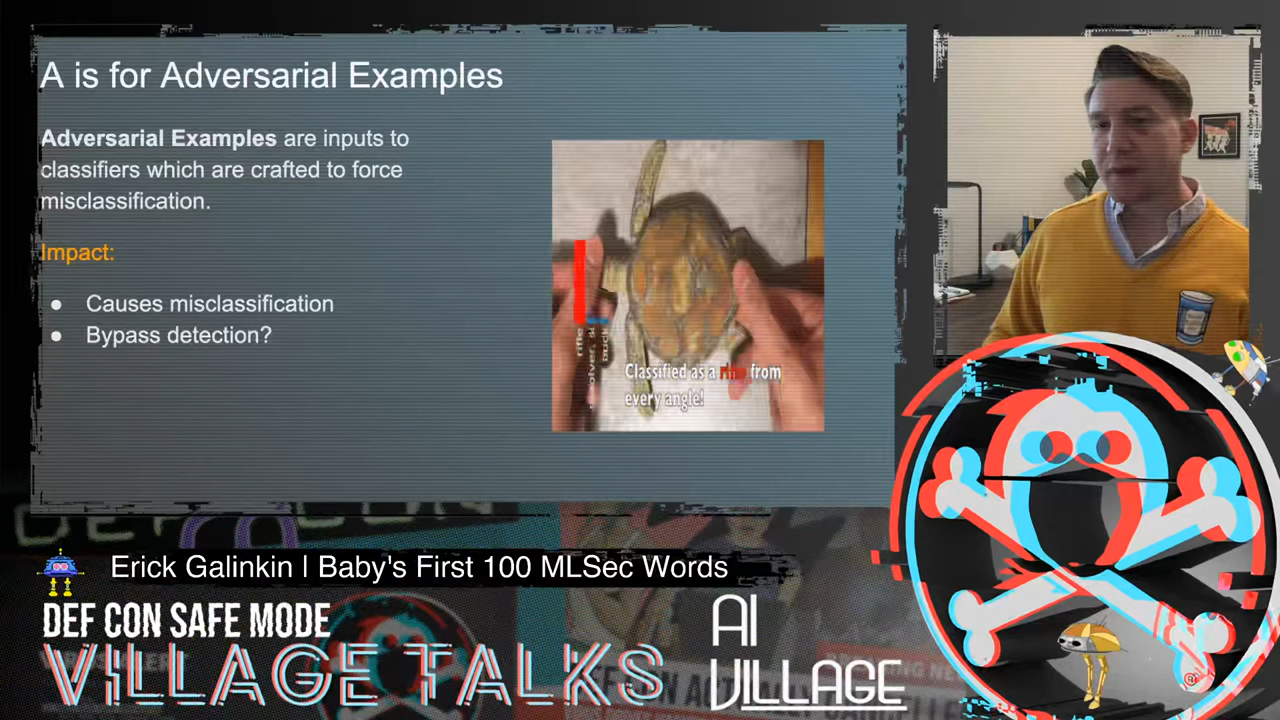 A is for Adversarial Examples
Adversarial Examples are inputs to
classifiers which are crafted to force
misclassification.
Impact:
● Causes misclassification
● Bypass detection?
rifle
Classified as a rifle from
every angle!
Erick Galinkin | Baby's First 100 MLSec Words
DEF CON SAFE MODE
VILLAGE TALKS
AI
VILLAGE